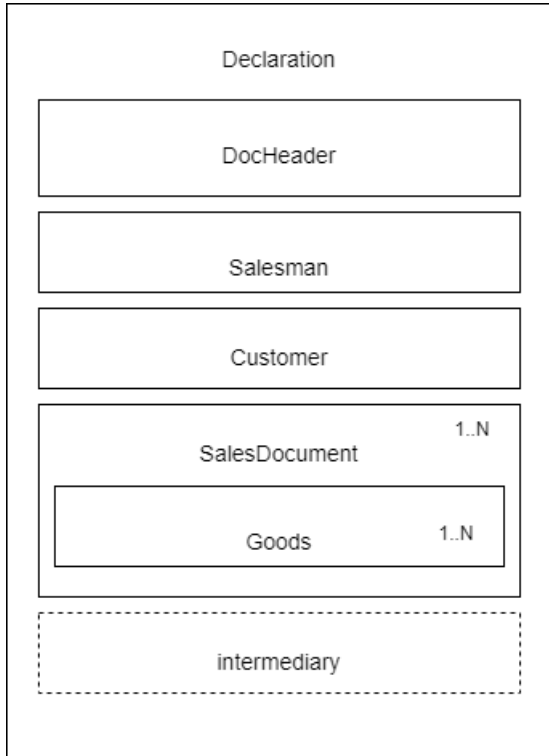 Declaration
DocHeader
Salesman
Customer
1..N
SalesDocument
1..N
Goods
intermediary